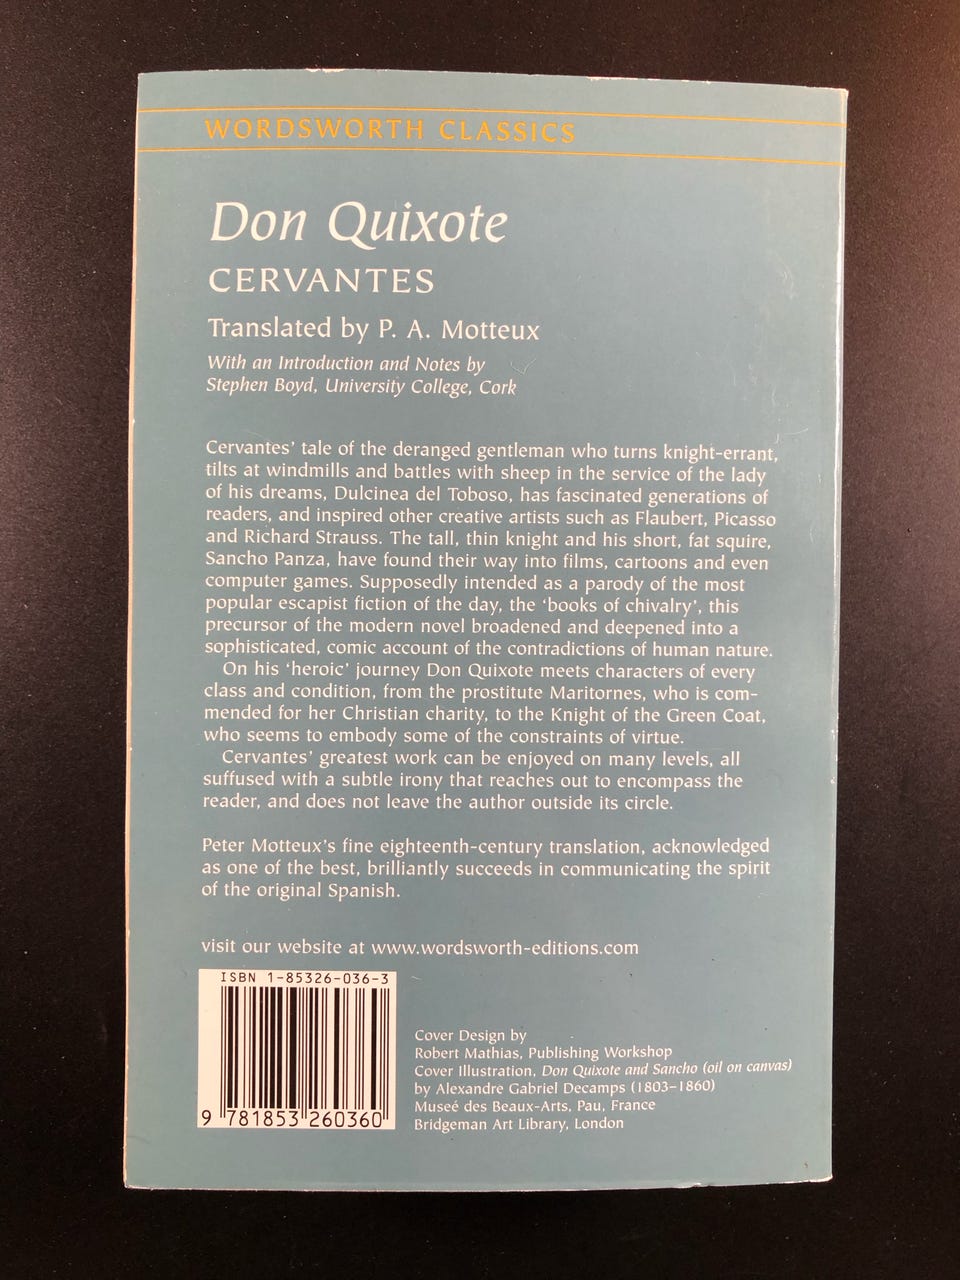 WORDSWORTH CLASSICS
Don Quixote
CERVANTES
Translated by P. A. Motteux
With an Introduction and Notes by
Stephen Boyd, University College, Cork
Cervantes' tale of the deranged gentleman who turns knight-errant,
tilts at windmills and battles with sheep in the service of the lady
of his dreams, Dulcinea del Toboso, has fascinated generations of
readers, and inspired other creative artists such as Flaubert, Picasso
and Richard Strauss. The tall, thin knight and his short, fat squire,
Sancho Panza, have found their way into films, cartoons and even
computer games. Supposedly intended as a parody of the most
popular escapist fiction of the day, the 'books of chivalry', this
precursor of the modern novel broadened and deepened into a
sophisticated, comic account of the contradictions of human nature.
On his 'heroic' journey Don Quixote meets characters of every
class and condition, from the prostitute Maritornes, who is com-
mended for her Christian charity, to the Knight of the Green Coat,
who seems to embody some of the constraints of virtue.
Cervantes' greatest work can be enjoyed on many levels, all
suffused with a subtle irony that reaches out to encompass the
reader, and does not leave the author outside its circle.
Peter Motteux's fine eighteenth-century translation, acknowledged
as one of the best, brilliantly succeeds in communicating the spirit
of the original Spanish.
visit our website at www.wordsworth-editions.com
ISBN 1-85326-036-3
9 781853 260360
Cover Design by
Robert Mathias, Publishing Workshop
Cover Illustration, Don Quixote and Sancho (oil on canvas)
by Alexandre Gabriel Decamps (1803–1860)
Museé des Beaux-Arts, Pau, France
Bridgeman Art Library, London